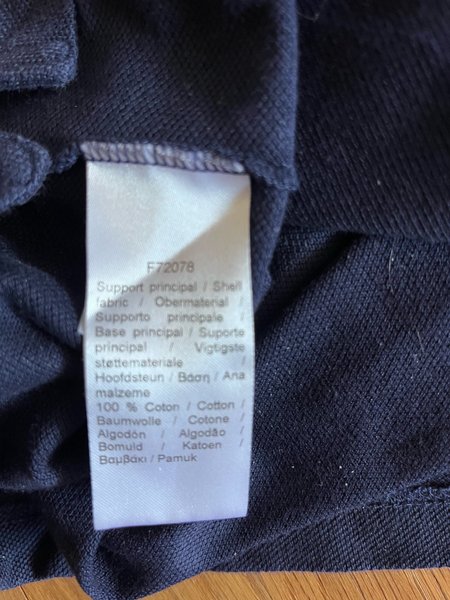 F72078
Support principal / Shell
fabric / Obermaterial /
Supporto principale /
Base principal / Suporte
principal / Vigtigste
støttemateriale /
Hoofdsteun / Βάση / Ana
malzeme
100 % Coton / Cotton /
Baumwolle / Cotone /
Algodón / Algodão /
Bomuld / Katoen /
Βαμβάκι / Pamuk